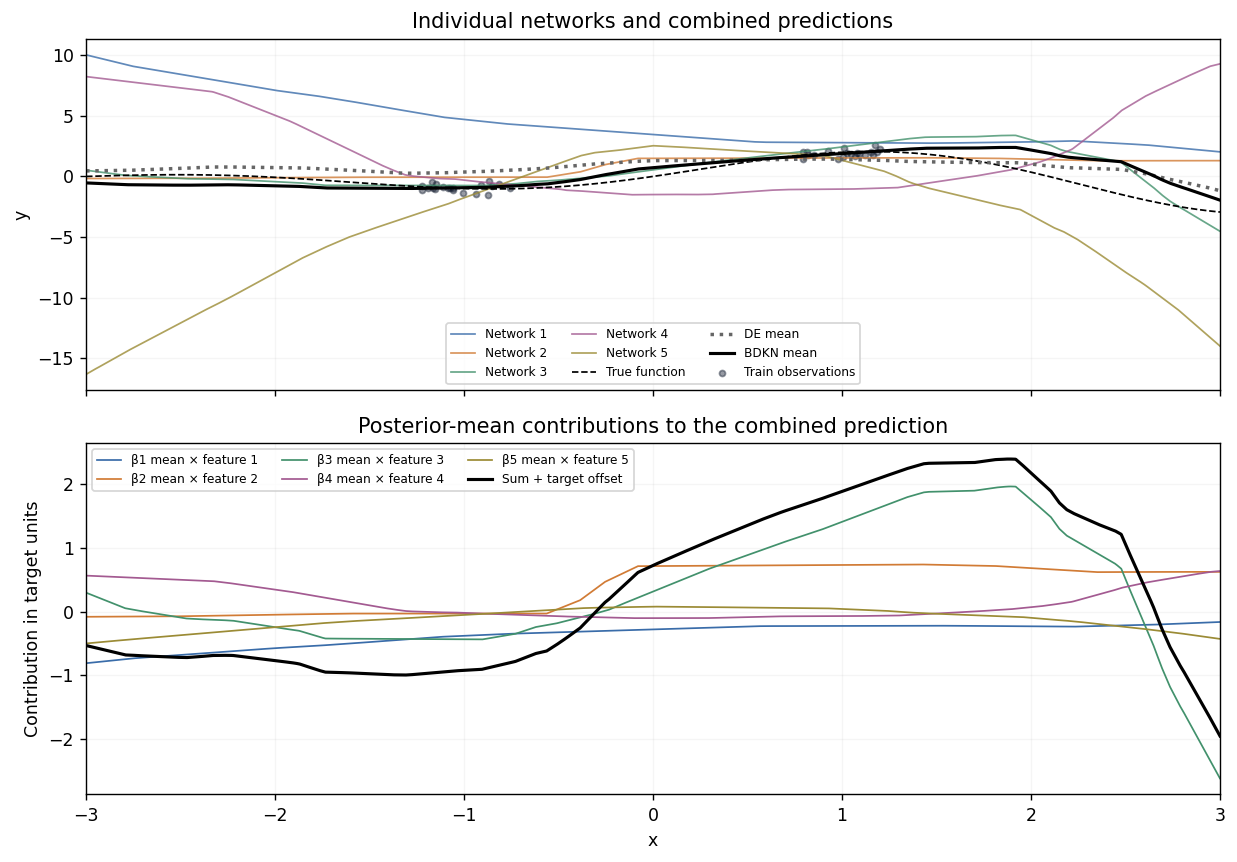 Individual networks and combined predictions
10
5
0
−5
−10
−15
y
Network 1
Network 2
Network 3
Network 4
Network 5
True function
DE mean
BDKN mean
Train observations
Posterior-mean contributions to the combined prediction
β1 mean × feature 1
β2 mean × feature 2
β3 mean × feature 3
β4 mean × feature 4
β5 mean × feature 5
Sum + target offset
2
1
0
−1
−2
Contribution in target units
−3
−2
−1
0
1
2
3
x